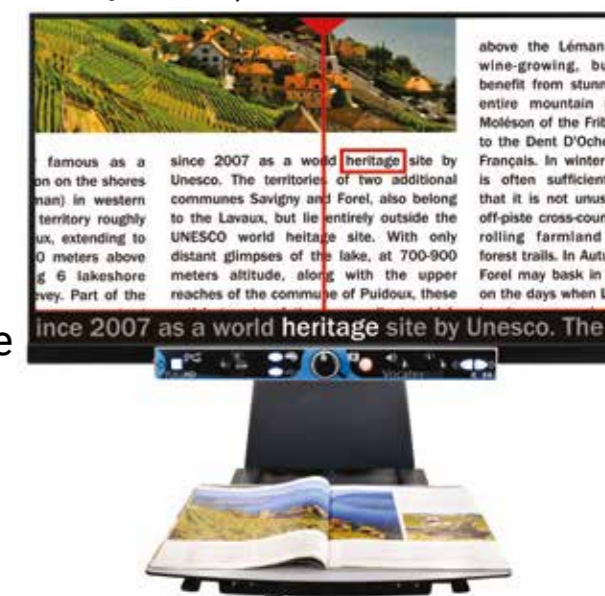 famous as a
on on the shores
man) in western
territory roughly
ux, extending to
0 meters above
g 6 lakeshore
evey. Part of the
since 2007 as a world heritage site by
Unesco. The territories of two additional
communes Savigny and Forel, also belong
to the Lavaux, but lie entirely outside the
UNESCO world heitage site. With only
distant glimpses of the lake, at 700-900
meters altitude, along with the upper
reaches of the commune of Puidoux, these
above the Léman
wine-growing, bu
benefit from stunn
entire mountain
Moléson of the Frib
to the Dent D'Oche
Français. In winter
is often sufficien
that it is not unus
off-piste cross-coun
rolling farmland
forest trails. In Autu
Forel may bask in
on the days when L
ince 2007 as a world heritage site by Unesco. The
e
Vocatex